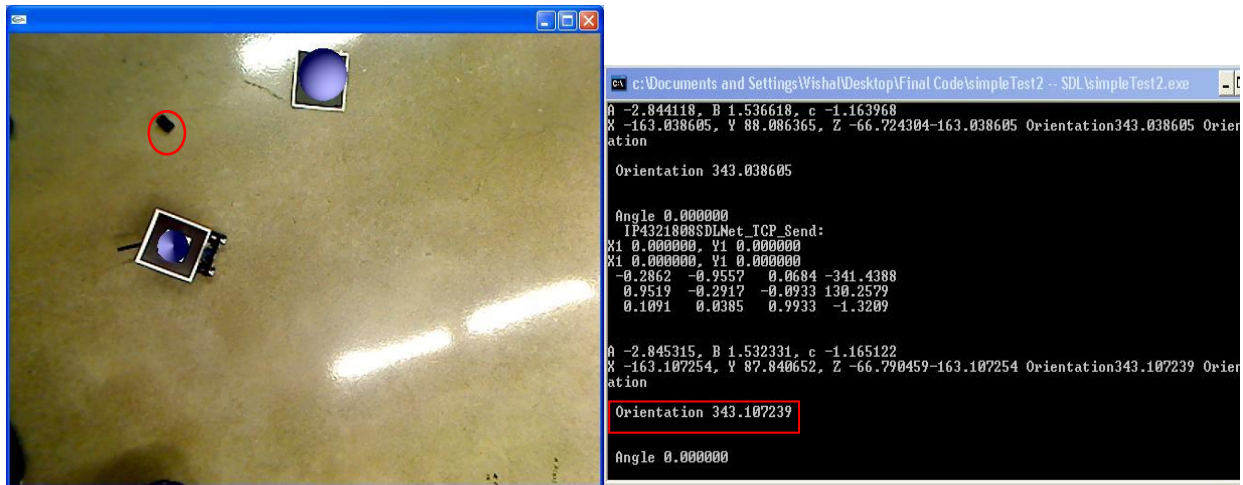 c:\Documents and Settings\Vishal\Desktop\Final Code\simpleTest2 -- SDL\simpleTest2.exe
A -2.844118, B 1.536618, c -1.163968
X -163.038605, Y 88.086365, Z -66.724304-163.038605 Orientation343.038605 Orien
ation
Orientation 343.038605
Angle 0.000000
IP4321808SDLNet_TCP_Send:
X1 0.000000, Y1 0.000000
X1 0.000000, Y1 0.000000
-0.2862 -0.9557 0.0684 -341.4388
0.9519 -0.2917 -0.0933 130.2579
0.1091 0.0385 0.9933 -1.3209
A -2.845315, B 1.532331, c -1.165122
X -163.107254, Y 87.840652, Z -66.790459-163.107254 Orientation343.107239 Orien
ation
Orientation 343.107239
Angle 0.000000